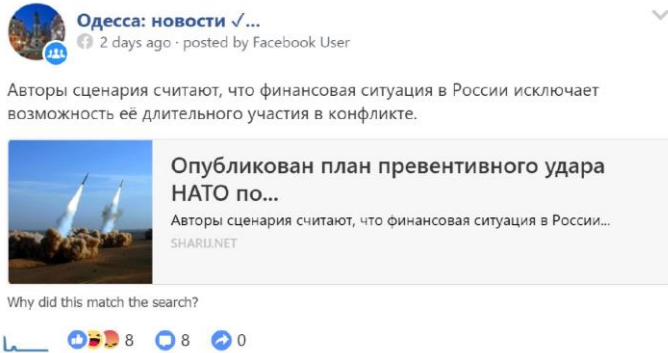 Одесса: новости ✓...
2 days ago · posted by Facebook User
Авторы сценария считают, что финансовая ситуация в России исключает
возможность её длительного участия в конфликте.
Опубликован план превентивного удара
НАТО по...
Авторы сценария считают, что финансовая ситуация в России...
SHARIJ.NET
Why did this match the search?
8 8 0